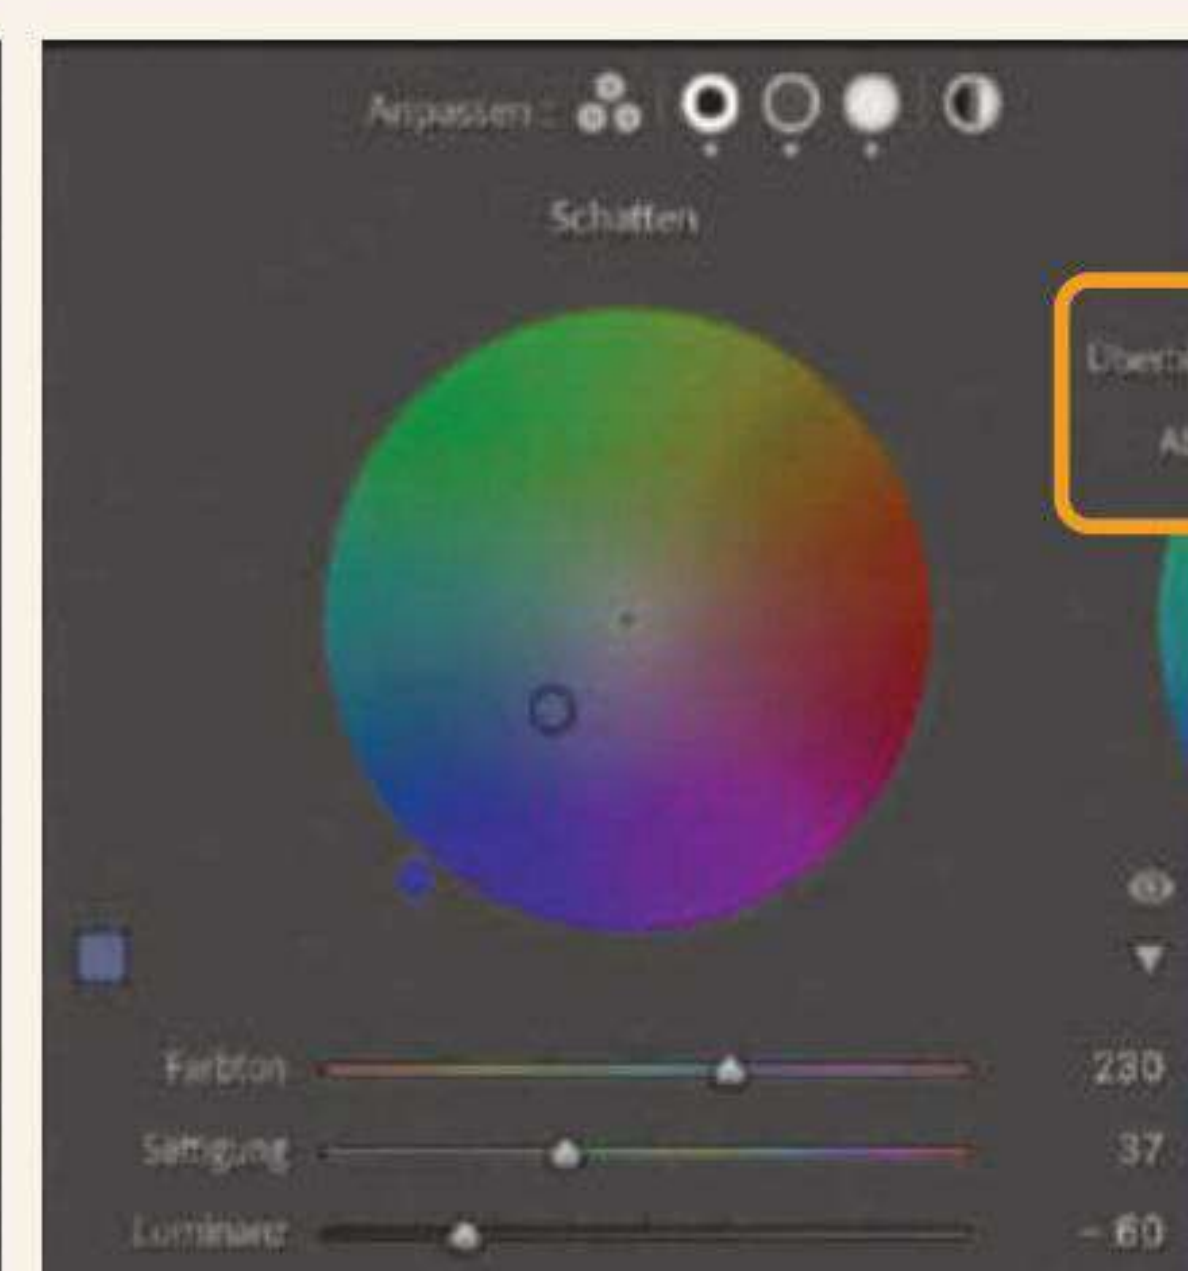 Anpassen :
Schatten
Farbton 230
Sättigung 37
Luminanz - 60